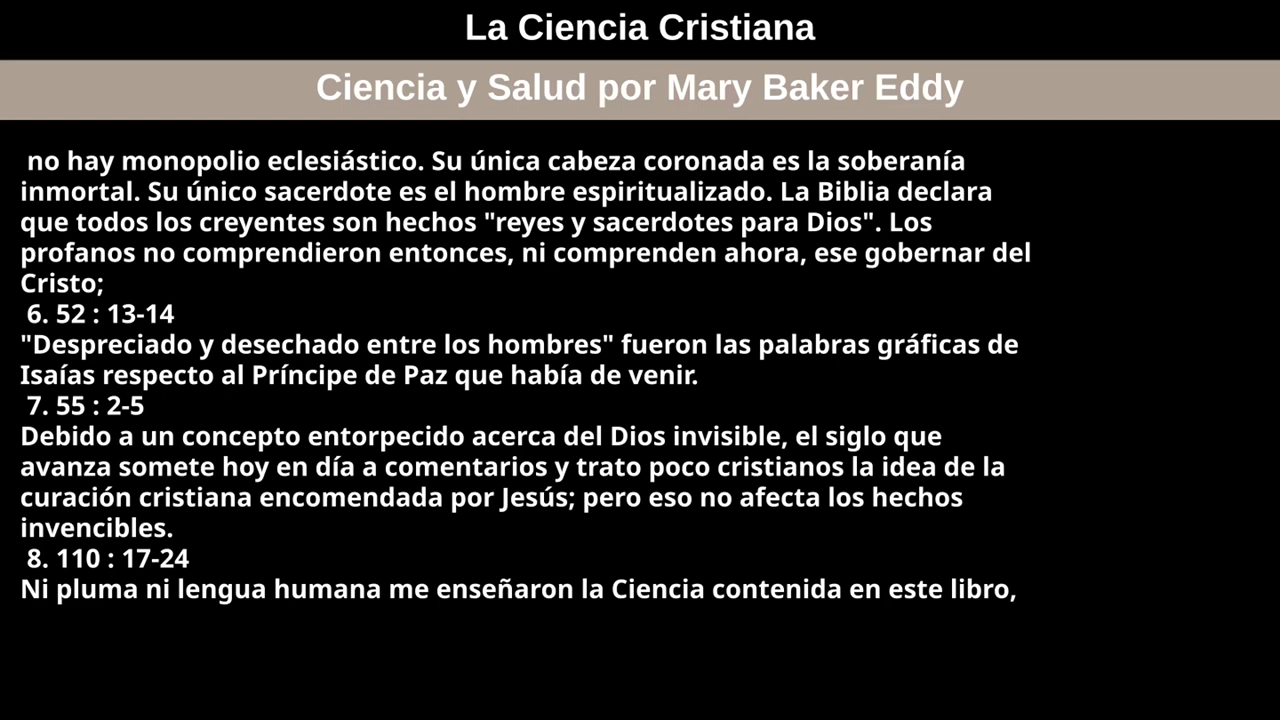 La Ciencia Cristiana
Ciencia y Salud por Mary Baker Eddy
no hay monopolio eclesiástico. Su única cabeza coronada es la soberanía
inmortal. Su único sacerdote es el hombre espiritualizado. La Biblia declara
que todos los creyentes son hechos "reyes y sacerdotes para Dios". Los
profanos no comprendieron entonces, ni comprenden ahora, ese gobernar del
Cristo;
6. 52 : 13-14
"Despreciado y desechado entre los hombres" fueron las palabras gráficas de
Isaías respecto al Príncipe de Paz que había de venir.
7. 55 : 2-5
Debido a un concepto entorpecido acerca del Dios invisible, el siglo que
avanza somete hoy en día a comentarios y trato poco cristianos la idea de la
curación cristiana encomendada por Jesús; pero eso no afecta los hechos
invencibles.
8. 110 : 17-24
Ni pluma ni lengua humana me enseñaron la Ciencia contenida en este libro,